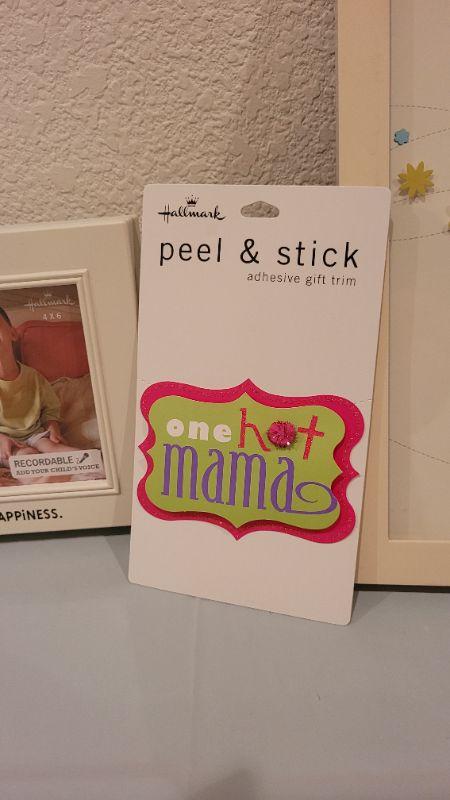 Hallmark
peel & stick
adhesive gift trim
one hot
mama
Hallmark
4 X 6
RECORDABLE
ADD YOUR CHILD'S VOICE
APPINESS.